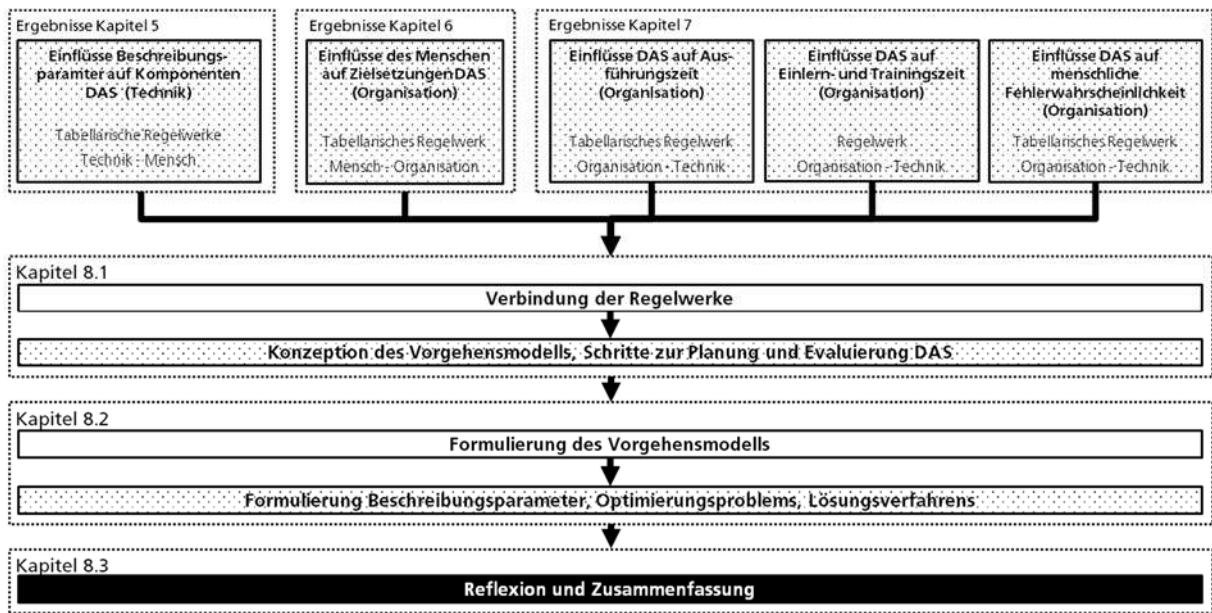 Ergebnisse Kapitel 5
Einflüsse Beschreibungs-
paramter auf Komponenten
DAS (Technik)
Tabellarische Regelwerke
Technik - Mensch
Ergebnisse Kapitel 6
Einflüsse des Menschen
auf Zielsetzungen DAS
(Organisation)
Tabellarisches Regelwerk
Mensch - Organisation
Ergebnisse Kapitel 7
Einflüsse DAS auf Aus-
führungszeit
(Organisation)
Tabellarisches Regelwerk
Organisation - Technik
Einflüsse DAS auf
Einlern- und Trainingszeit
(Organisation)
Regelwerk
Organisation - Technik
Einflüsse DAS auf
menschliche
Fehlerwahrscheinlichkeit
(Organisation)
Tabellarisches Regelwerk
Organisation - Technik
Kapitel 8.1
Verbindung der Regelwerke
Konzeption des Vorgehensmodells, Schritte zur Planung und Evaluierung DAS
Kapitel 8.2
Formulierung des Vorgehensmodells
Formulierung Beschreibungsparameter, Optimierungsproblems, Lösungsverfahrens
Kapitel 8.3
Reflexion und Zusammenfassung